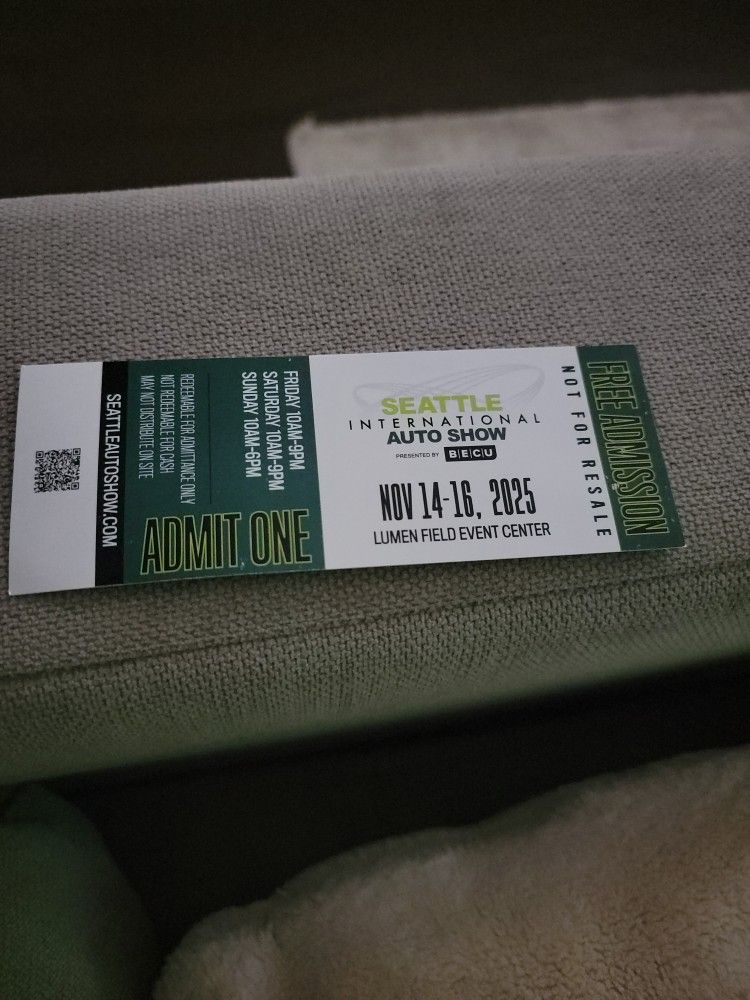 SEATTLEAUTOSHOW.COM
FRIDAY 10AM-9PM
SATURDAY 10AM-9PM
SUNDAY 10AM-6PM
REDEEMABLE FOR ADMITTANCE ONLY
NOT REDEEMABLE FOR CASH
MAY NOT DISTRIBUTE ON SITE
ADMIT ONE
SEATTLE
INTERNATIONAL
AUTO SHOW
PRESENTED BY BECU
NOV 14-16, 2025
LUMEN FIELD EVENT CENTER
NOT FOR RESALE
FREE ADMISSION